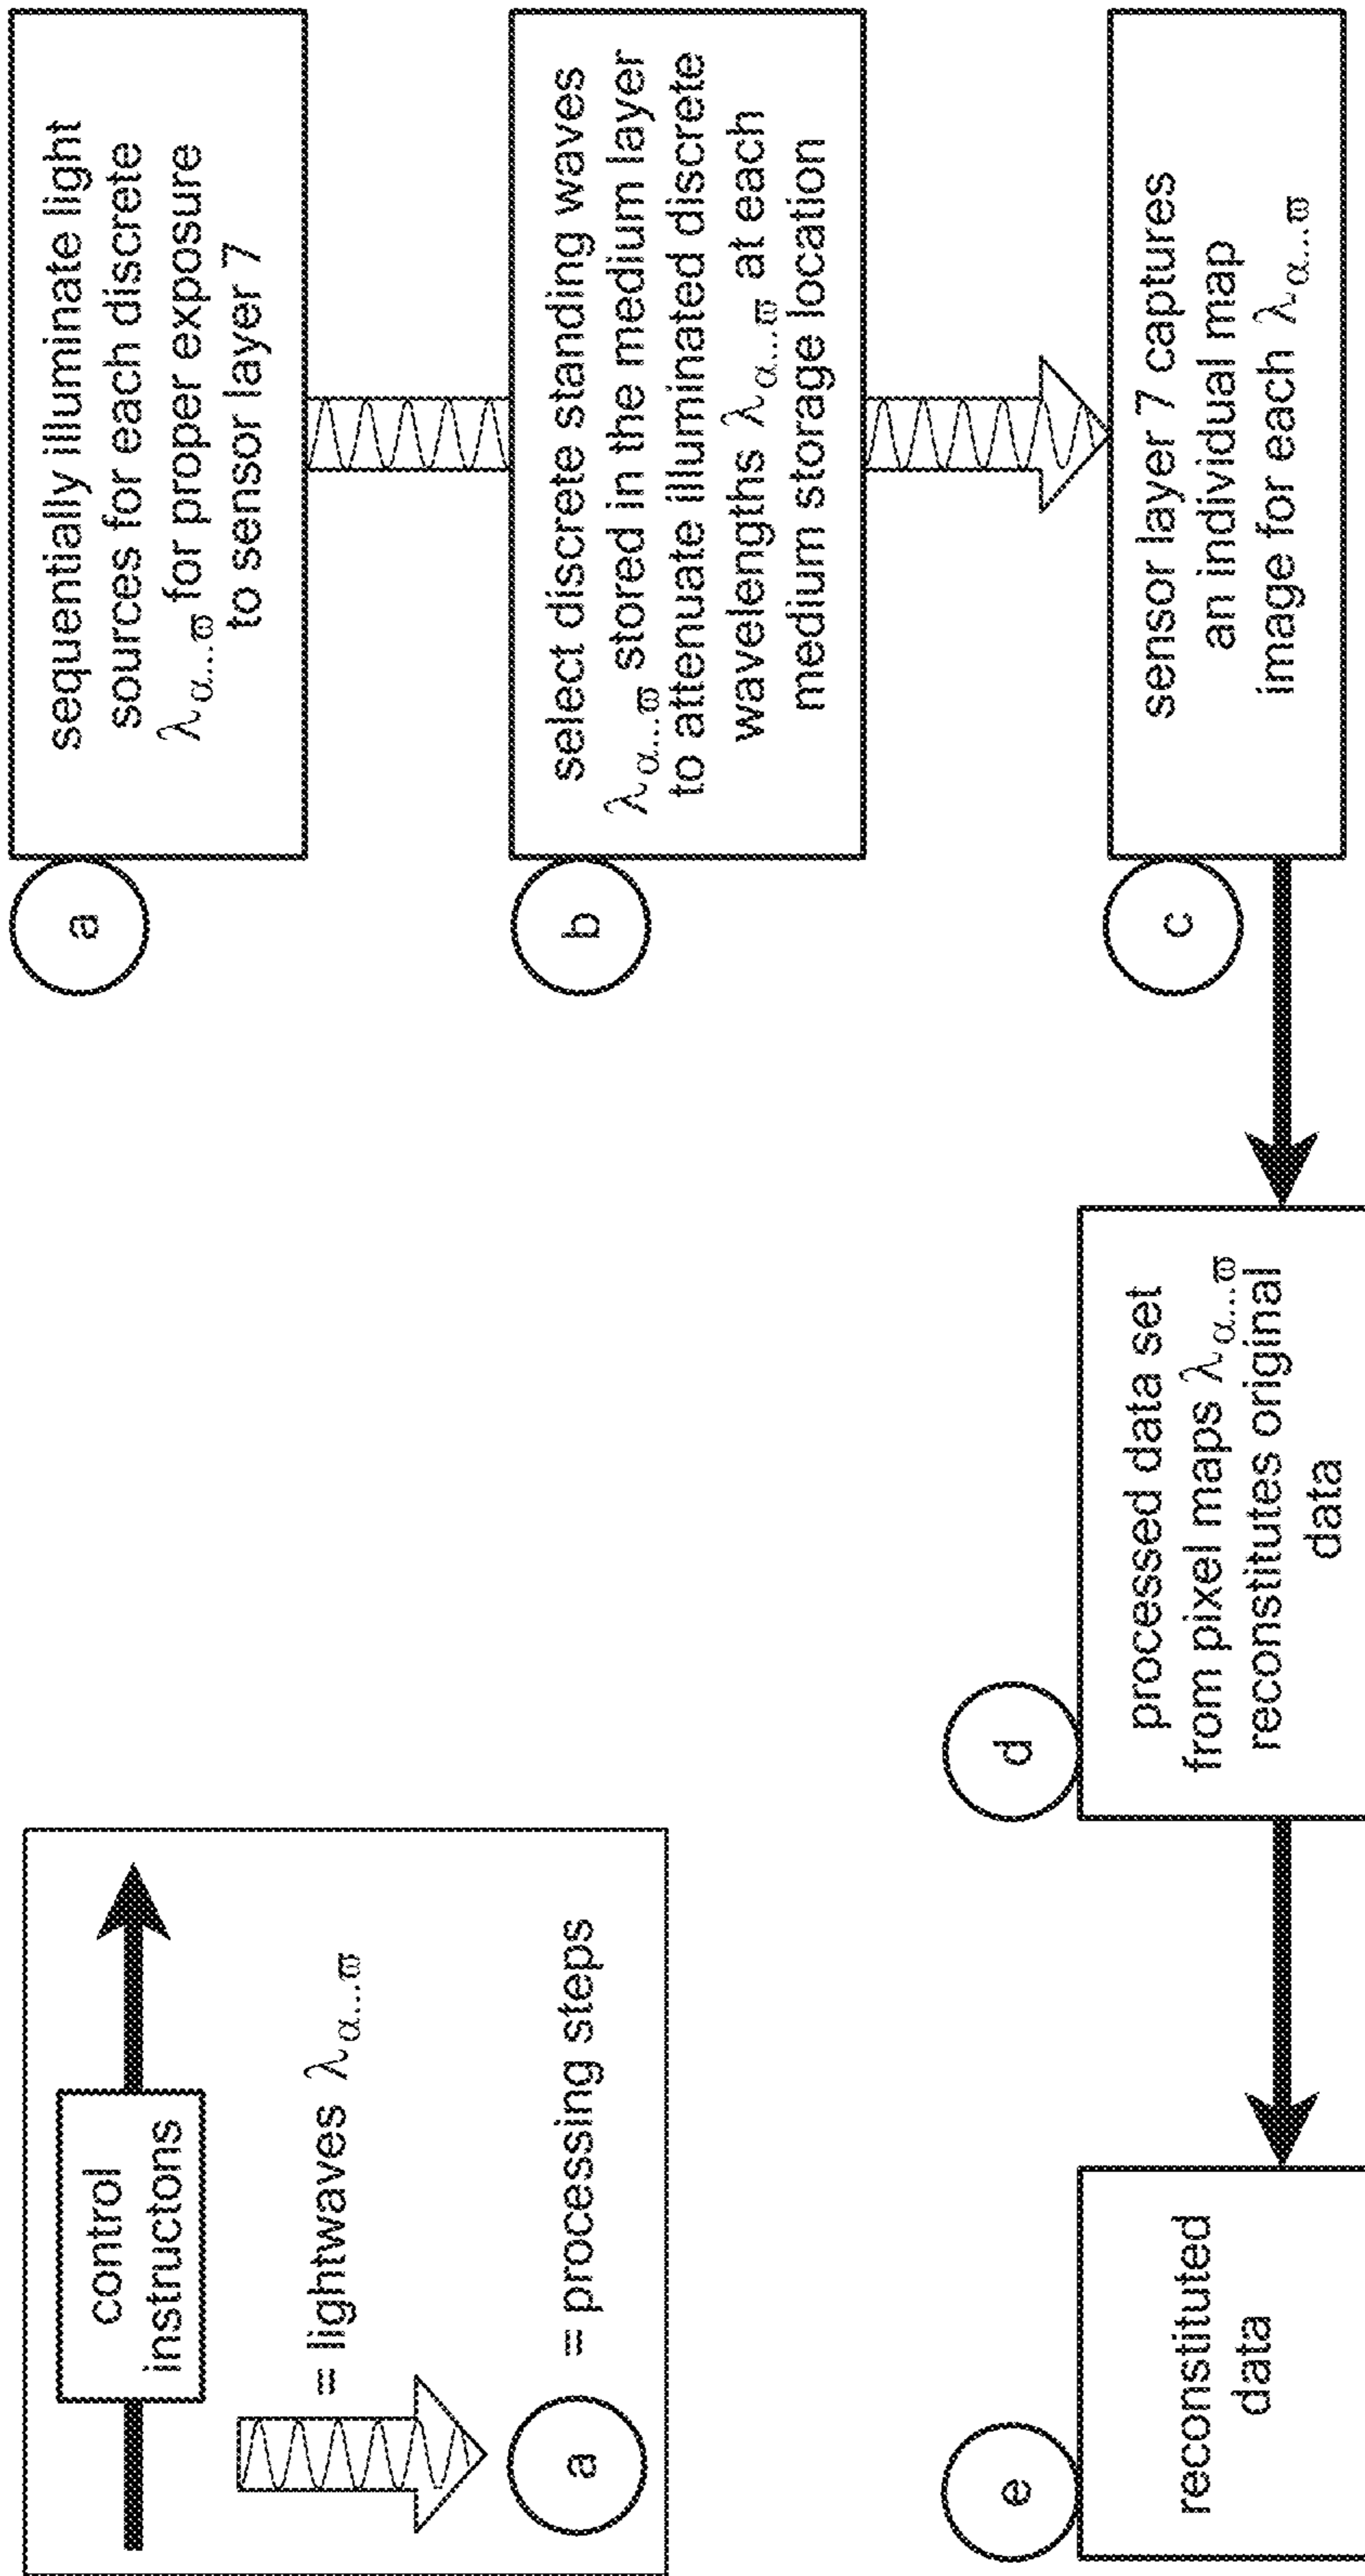 control
instructons
= lightwaves λα...ϖ
a
= processing steps
a
sequentially illuminate light
sources for each discrete
λα...ϖ for proper exposure
to sensor layer 7
b
select discrete standing waves
λα...ϖ stored in the medium layer
to attenuate illuminated discrete
wavelengths λα...ϖ at each
medium storage location
c
sensor layer 7 captures
an individual map
image for each λα...ϖ
d
processed data set
from pixel maps λα...ϖ
reconstitutes original
data
e
reconstituted
data